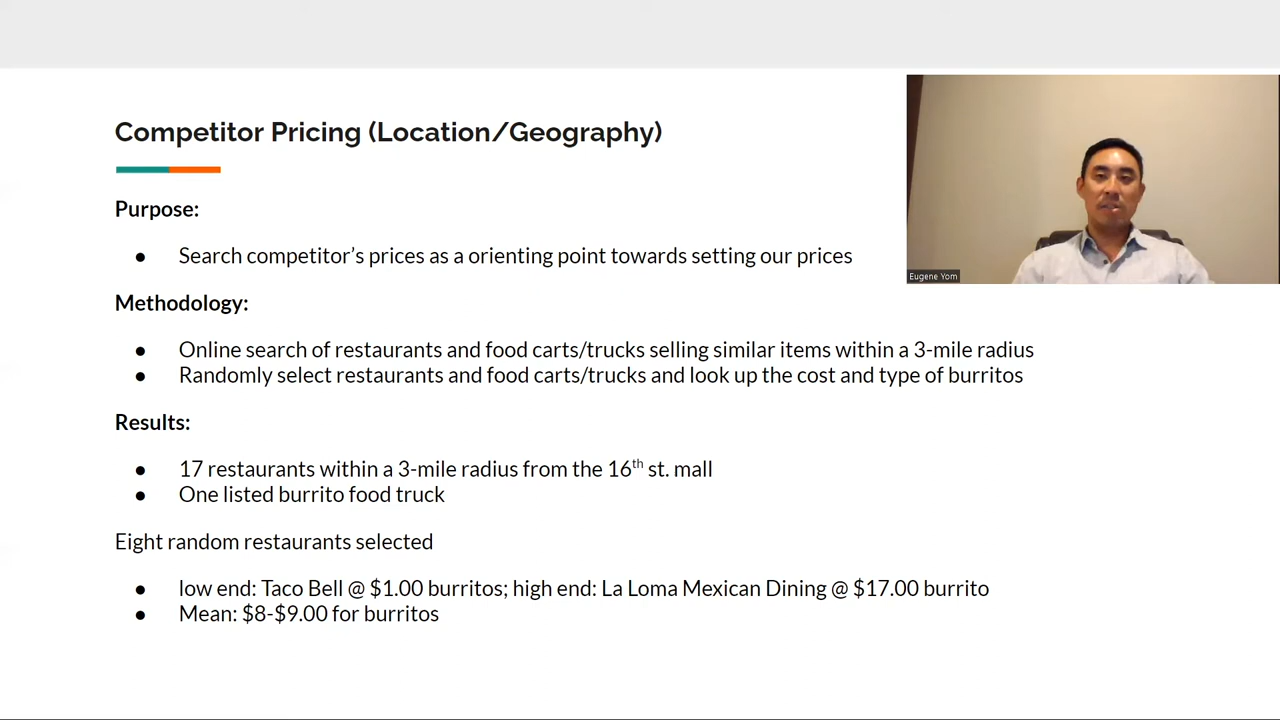 Competitor Pricing (Location/Geography)
Eugene Yom
Purpose:
● Search competitor’s prices as a orienting point towards setting our prices
Methodology:
● Online search of restaurants and food carts/trucks selling similar items within a 3-mile radius
● Randomly select restaurants and food carts/trucks and look up the cost and type of burritos
Results:
● 17 restaurants within a 3-mile radius from the 16th st. mall
● One listed burrito food truck
Eight random restaurants selected
● low end: Taco Bell @ $1.00 burritos; high end: La Loma Mexican Dining @ $17.00 burrito
● Mean: $8-$9.00 for burritos